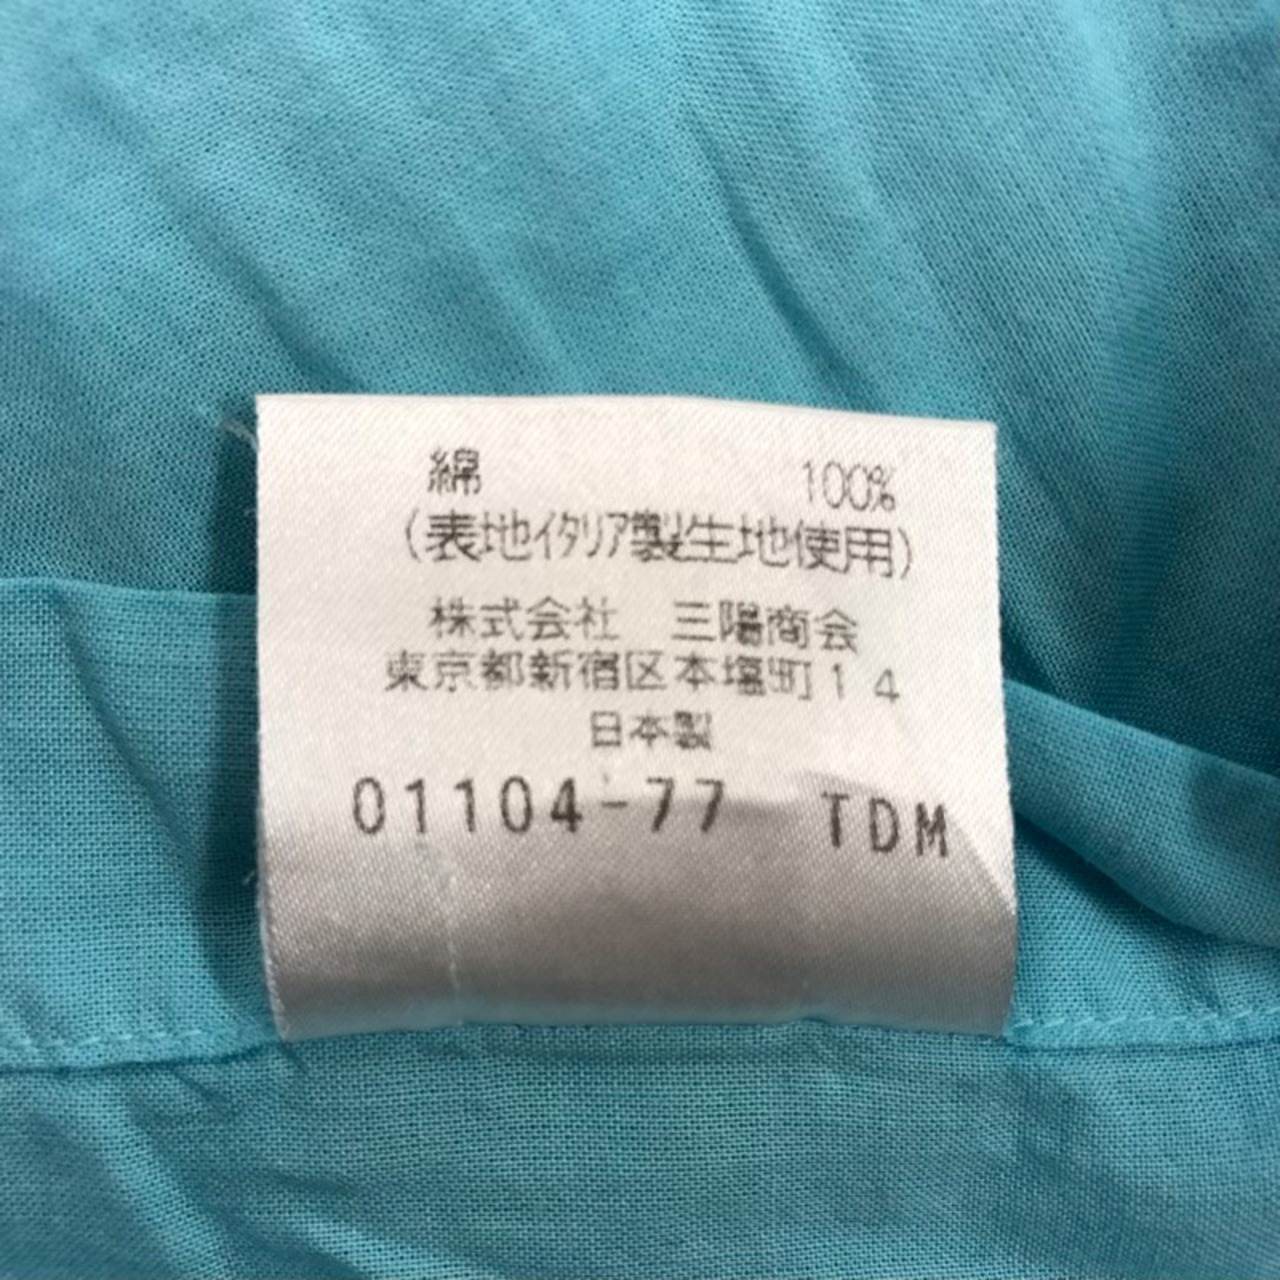 綿 100%
(表地イタリア製生地使用)
株式会社 三陽商会
東京都新宿区本塩町14
日本製
01104-77 TDM